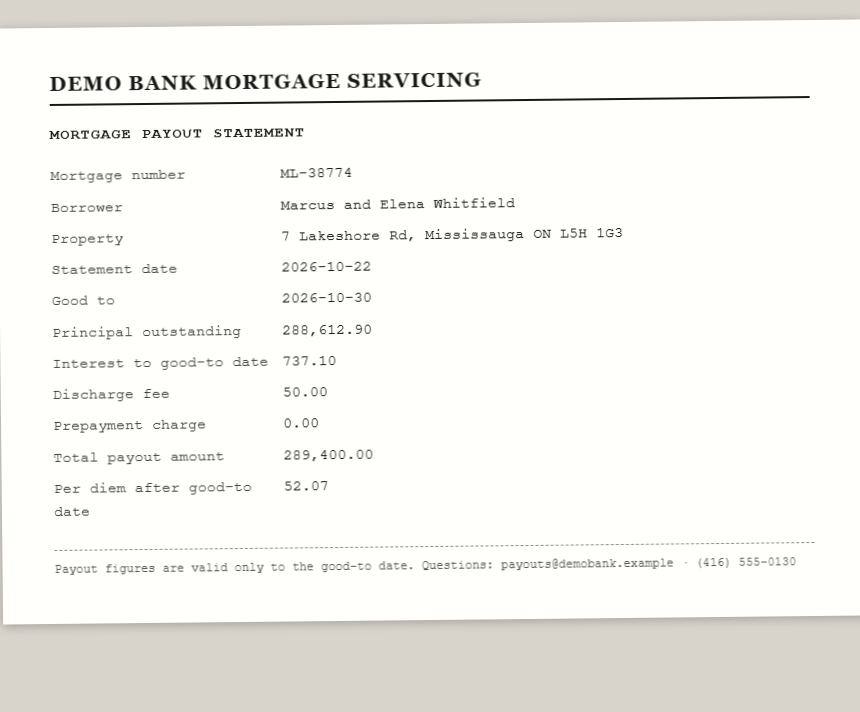 DEMO BANK MORTGAGE SERVICING
MORTGAGE PAYOUT STATEMENT
Mortgage number ML-38774
Borrower Marcus and Elena Whitfield
Property 7 Lakeshore Rd, Mississauga ON L5H 1G3
Statement date 2026-10-22
Good to 2026-10-30
Principal outstanding 288,612.90
Interest to good-to date 737.10
Discharge fee 50.00
Prepayment charge 0.00
Total payout amount 289,400.00
Per diem after good-to 52.07
date
Payout figures are valid only to the good-to date. Questions: payouts@demobank.example · (416) 555-0130